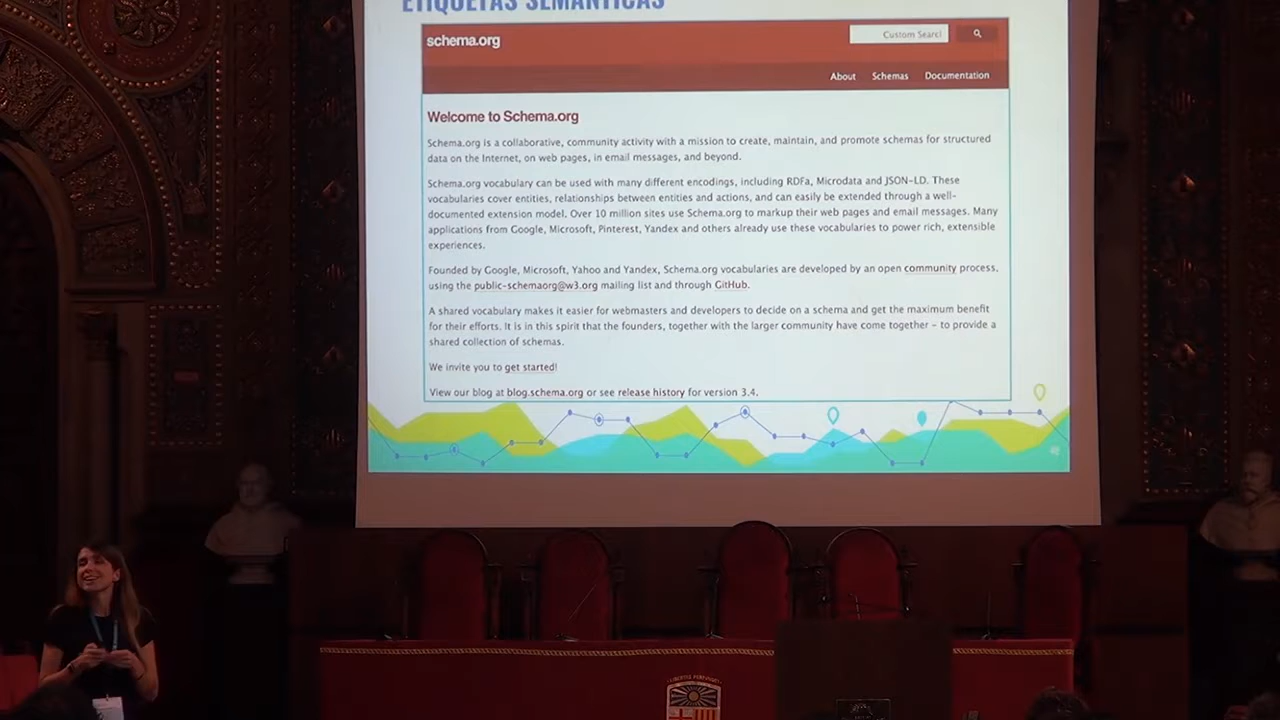 ETIQUETAS SEMÁNTICAS
schema.org
Custom Searcl
About Schemas Documentation
Welcome to Schema.org
Schema.org is a collaborative, community activity with a mission to create, maintain, and promote schemas for structured
data on the Internet, on web pages, in email messages, and beyond.
Schema.org vocabulary can be used with many different encodings, including RDFa, Microdata and JSON-LD. These
vocabularies cover entities, relationships between entities and actions, and can easily be extended through a well-
documented extension model. Over 10 million sites use Schema.org to markup their web pages and email messages. Many
applications from Google, Microsoft, Pinterest, Yandex and others already use these vocabularies to power rich, extensible
experiences.
Founded by Google, Microsoft, Yahoo and Yandex, Schema.org vocabularies are developed by an open community process,
using the public-schemaorg@w3.org mailing list and through GitHub.
A shared vocabulary makes it easier for webmasters and developers to decide on a schema and get the maximum benefit
for their efforts. It is in this spirit that the founders, together with the larger community have come together - to provide a
shared collection of schemas.
We invite you to get started!
View our blog at blog.schema.org or see release history for version 3.4.